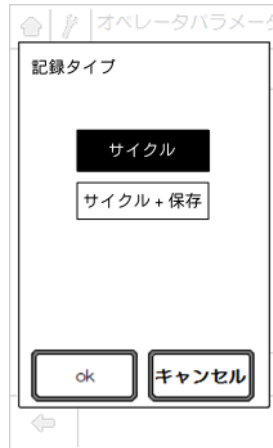 オペレータパラメータ
記録タイプ
サイクル
サイクル + 保存
ok
キャンセル